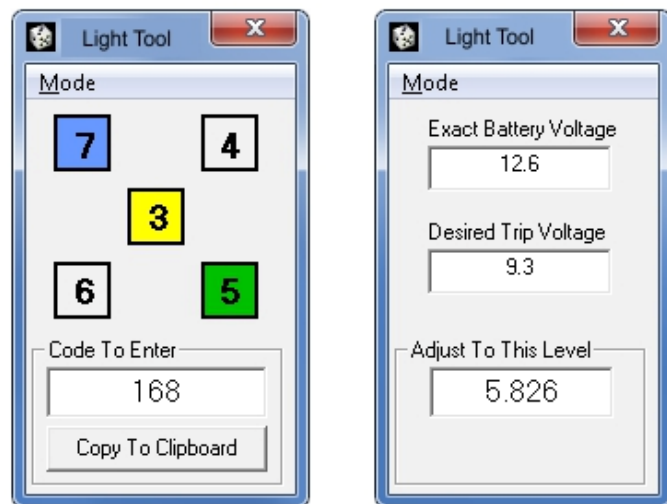 Light Tool
Mode
7 4
3
6 5
Code To Enter
168
Copy To Clipboard
Light Tool
Mode
Exact Battery Voltage
12.6
Desired Trip Voltage
9.3
Adjust To This Level
5.826